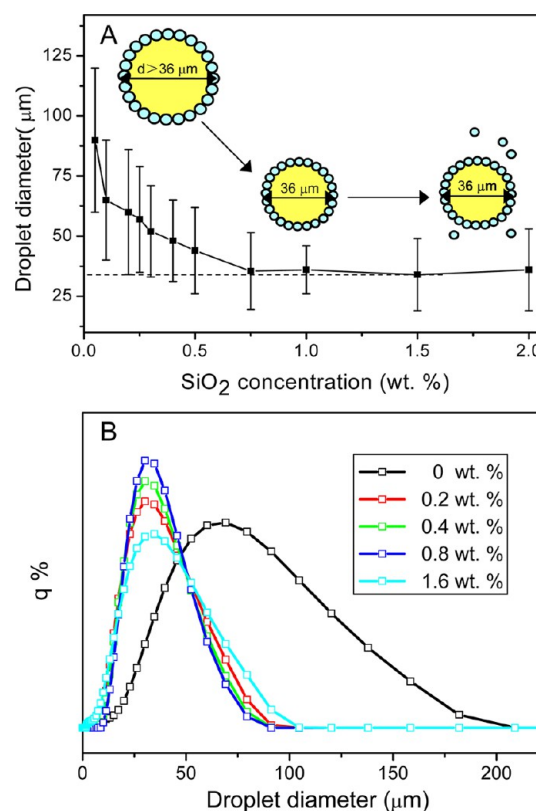 A
d>36 μm
36 μm
36 μm
125
100
75
50
25
Droplet diameter( μm)
0.0
0.5
1.0
1.5
2.0
SiO₂ concentration (wt. %)
B
0 wt. %
0.2 wt. %
0.4 wt. %
0.8 wt. %
1.6 wt. %
q %
0
50
100
150
200
Droplet diameter (μm)